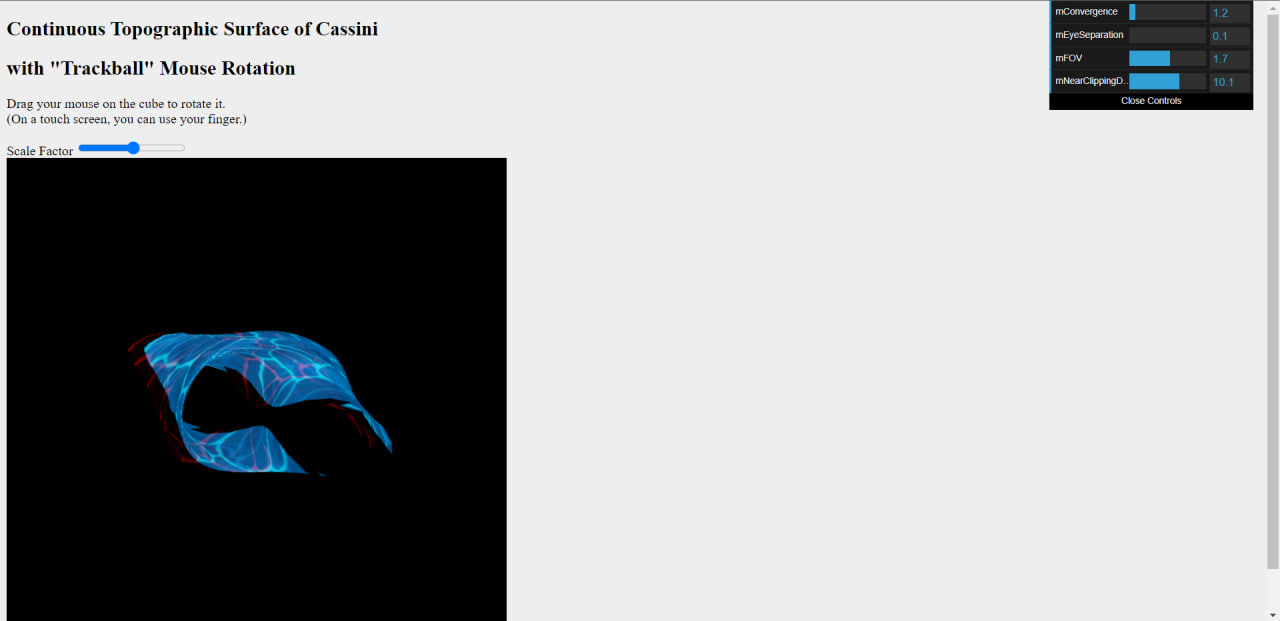 Continuous Topographic Surface of Cassini
with "Trackball" Mouse Rotation
Drag your mouse on the cube to rotate it.
(On a touch screen, you can use your finger.)
Scale Factor
mConvergence 1.2
mEyeSeparation 0.1
mFOV 1.7
mNearClippingD.. 10.1
Close Controls